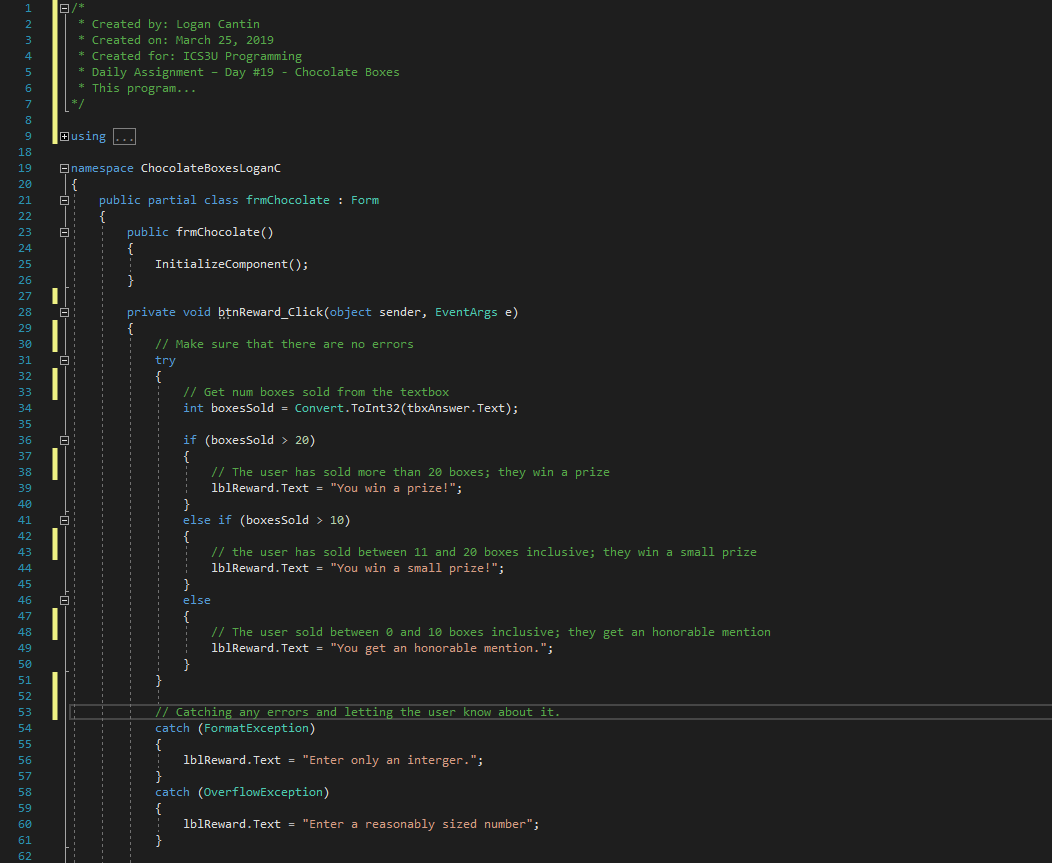 1 /*
2  * Created by: Logan Cantin
3  * Created on: March 25, 2019
4  * Created for: ICS3U Programming
5  * Daily Assignment – Day #19 - Chocolate Boxes
6  * This program...
7 */
8
9 using ...
18
19 namespace ChocolateBoxesLoganC
20 {
21     public partial class frmChocolate : Form
22     {
23         public frmChocolate()
24         {
25             InitializeComponent();
26         }
27
28         private void btnReward_Click(object sender, EventArgs e)
29         {
30             // Make sure that there are no errors
31             try
32             {
33                 // Get num boxes sold from the textbox
34                 int boxesSold = Convert.ToInt32(tbxAnswer.Text);
35
36                 if (boxesSold > 20)
37                 {
38                     // The user has sold more than 20 boxes; they win a prize
39                     lblReward.Text = "You win a prize!";
40                 }
41                 else if (boxesSold > 10)
42                 {
43                     // the user has sold between 11 and 20 boxes inclusive; they win a small prize
44                     lblReward.Text = "You win a small prize!";
45                 }
46                 else
47                 {
48                     // The user sold between 0 and 10 boxes inclusive; they get an honorable mention
49                     lblReward.Text = "You get an honorable mention.";
50                 }
51             }
52
53             // Catching any errors and letting the user know about it.
54             catch (FormatException)
55             {
56                 lblReward.Text = "Enter only an interger.";
57             }
58             catch (OverflowException)
59             {
60                 lblReward.Text = "Enter a reasonably sized number";
61             }
62